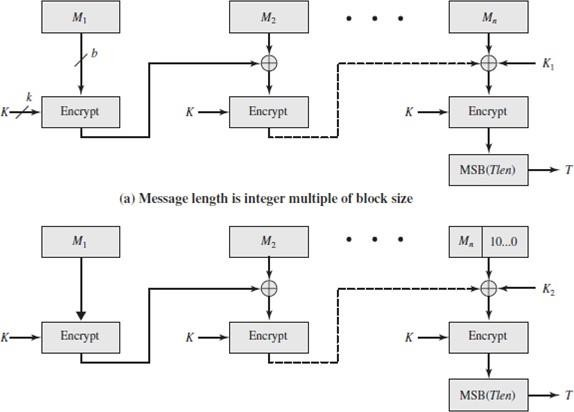 M1 M2 • • • Mn
b
K1
k
K Encrypt K Encrypt K Encrypt
MSB(Tlen) T
(a) Message length is integer multiple of block size
M1 M2 • • • Mn 10...0
K2
K Encrypt K Encrypt K Encrypt
MSB(Tlen) T